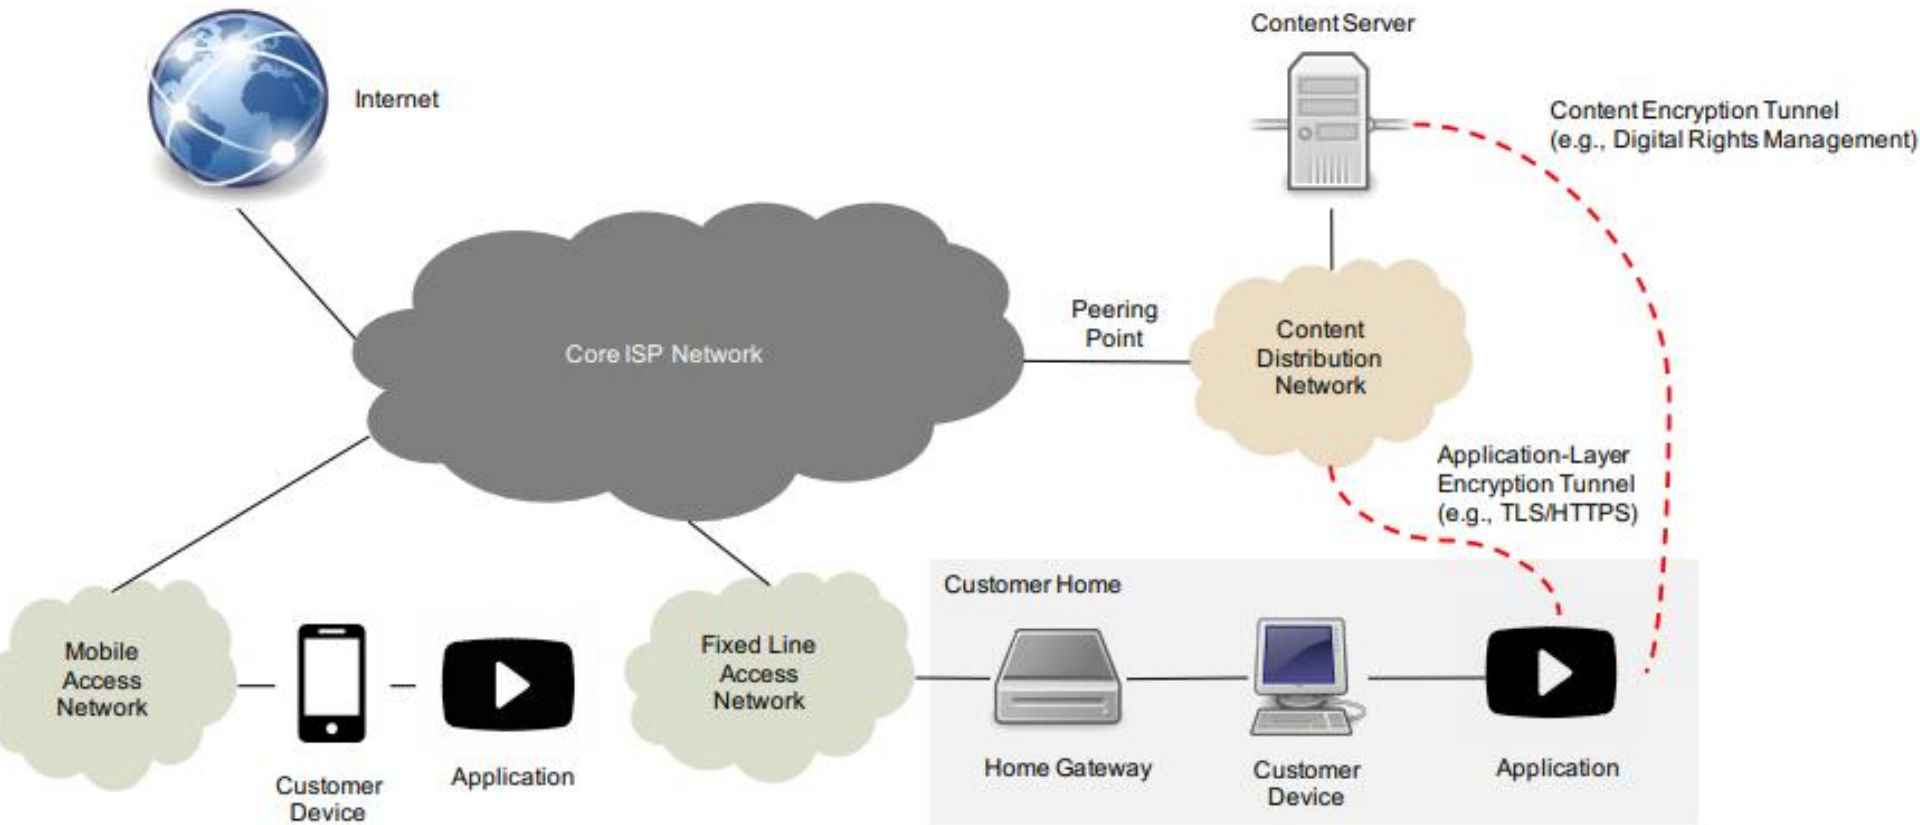 Content Server
Internet
Content Encryption Tunnel
(e.g., Digital Rights Management)
Peering
Point
Core ISP Network
Content
Distribution
Network
Application-Layer
Encryption Tunnel
(e.g., TLS/HTTPS)
Customer Home
Mobile
Access
Network
Fixed Line
Access
Network
Customer
Device
Application
Home Gateway
Customer
Device
Application